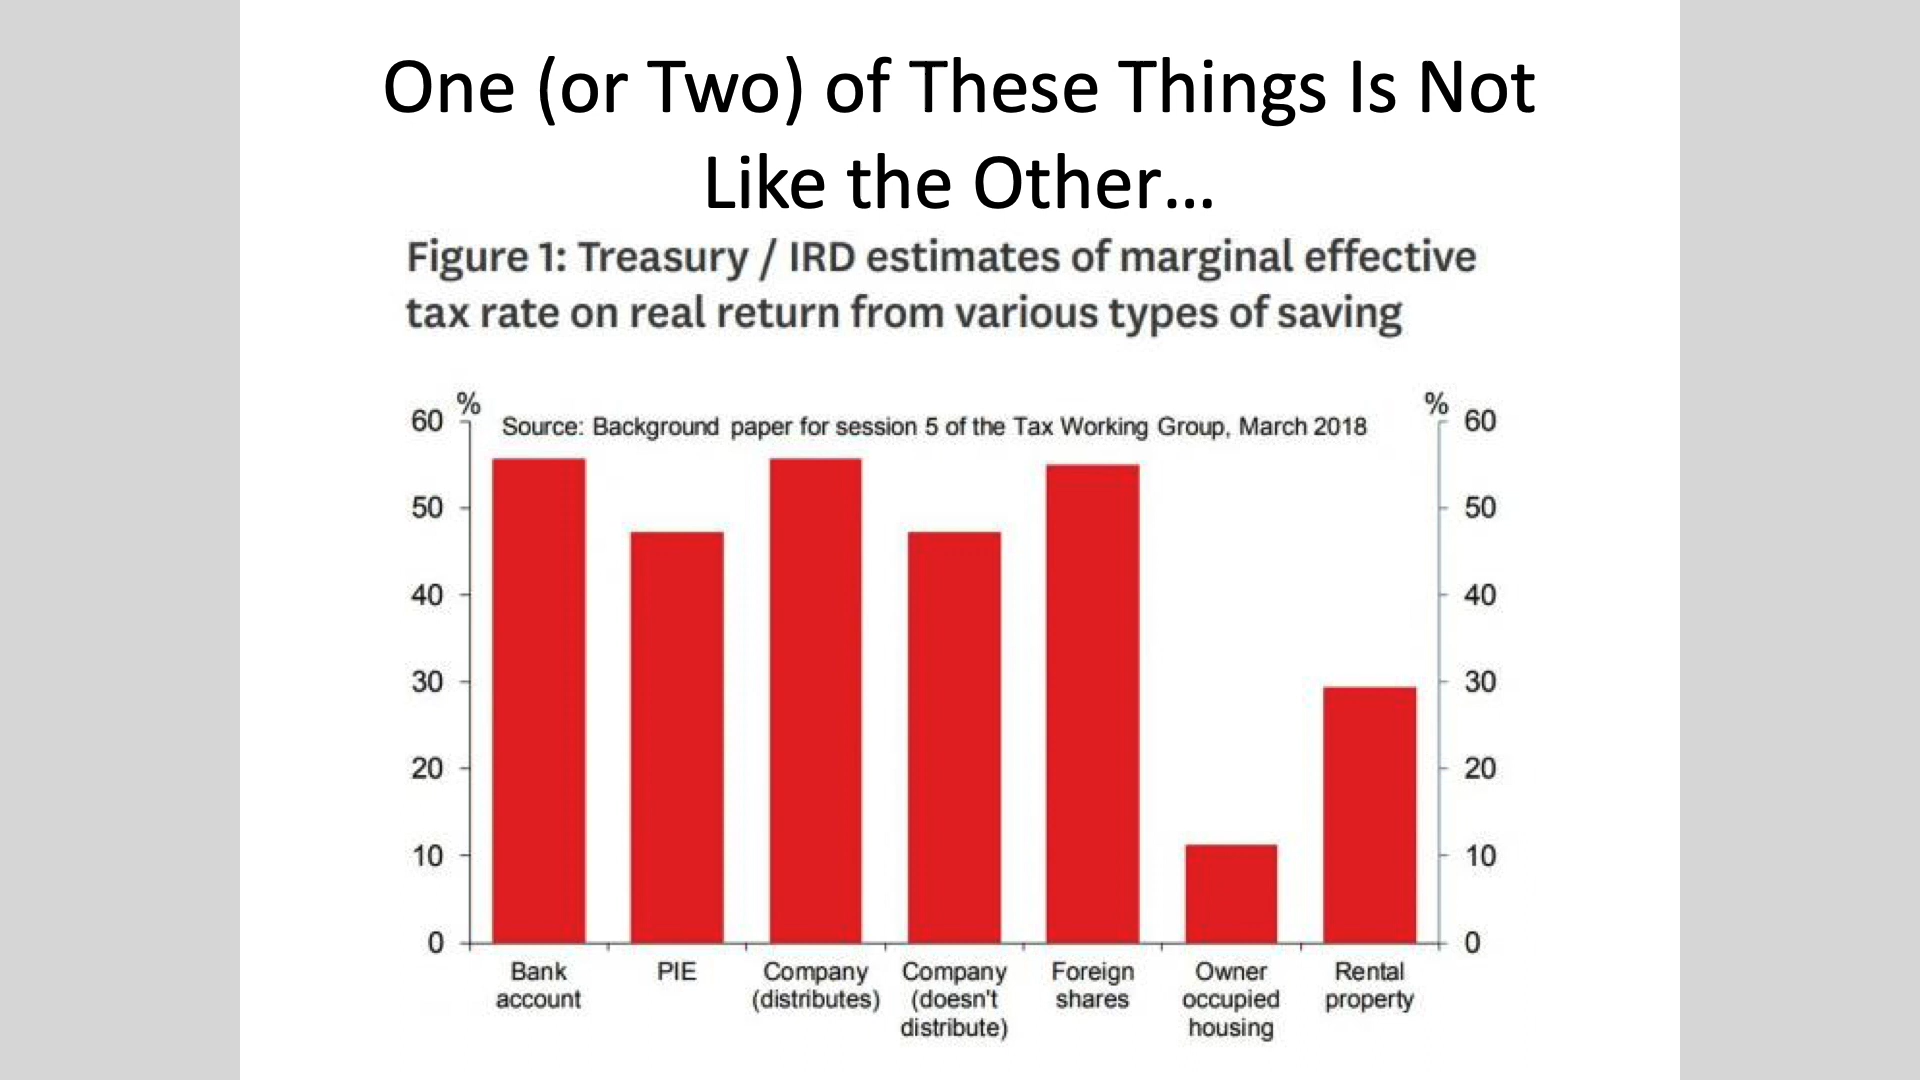 One (or Two) of These Things Is Not
Like the Other...
Figure 1: Treasury / IRD estimates of marginal effective
tax rate on real return from various types of saving
% %
60 Source: Background paper for session 5 of the Tax Working Group, March 2018 60
50 50
40 40
30 30
20 20
10 10
0 0
Bank PIE Company Company Foreign Owner Rental
account (distributes) (doesn't shares occupied property
distribute) housing